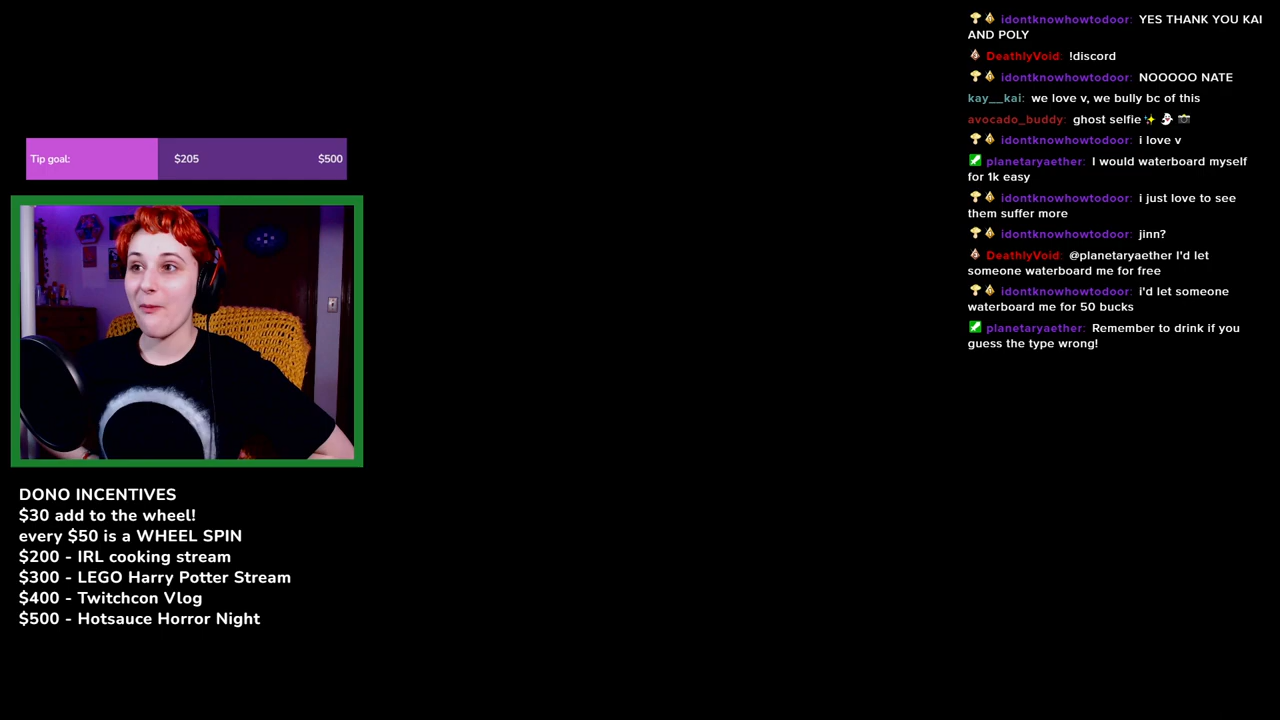 Tip goal: $205 $500
DONO INCENTIVES
$30 add to the wheel!
every $50 is a WHEEL SPIN
$200 - IRL cooking stream
$300 - LEGO Harry Potter Stream
$400 - Twitchcon Vlog
$500 - Hotsauce Horror Night
idontknowhowtodoor: YES THANK YOU KAI
AND POLY
DeathlyVoid: !discord
idontknowhowtodoor: NOOOOO NATE
kay__kai: we love v, we bully bc of this
avocado_buddy: ghost selfie✨ 👻 📸
idontknowhowtodoor: i love v
planetaryaether: I would waterboard myself
for 1k easy
idontknowhowtodoor: i just love to see
them suffer more
idontknowhowtodoor: jinn?
DeathlyVoid: @planetaryaether I'd let
someone waterboard me for free
idontknowhowtodoor: i'd let someone
waterboard me for 50 bucks
planetaryaether: Remember to drink if you
guess the type wrong!